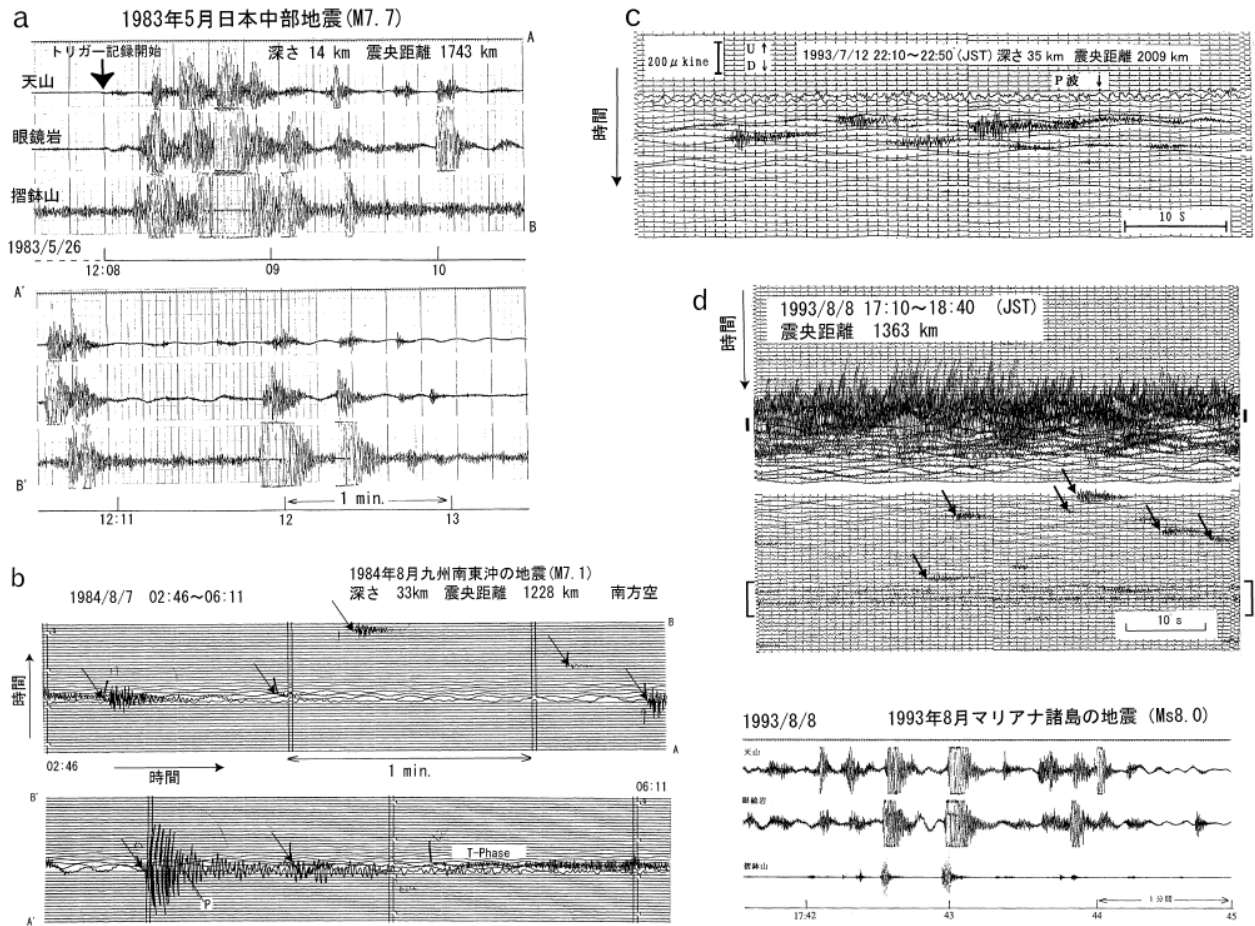 a
1983年5月日本中部地震(M7.7)
トリガー記録開始
深さ 14 km 震央距離 1743 km
A
天山
眼鏡岩
摺鉢山
B
1983/5/26
12:08
09
10
A'
B'
1 min.
12:11
12
13
b
1984年8月九州南東沖の地震(M7.1)
1984/8/7 02:46～06:11
深さ 33km 震央距離 1228 km 南方空
B
時間
A
02:46
時間
1 min.
06:11
B'
T-Phase
P
A'
c
200μkine
U ↑
D ↓
1993/7/12 22:10～22:50 (JST) 深さ 35 km 震央距離 2009 km
P 波 ↓
時間
10 S
d
1993/8/8 17:10～18:40 (JST)
震央距離 1363 km
時間
10 s
1993/8/8
1993年8月マリアナ諸島の地震 (Ms8.0)
天山
眼鏡岩
摺鉢山
1分間
17:42
43
44
45